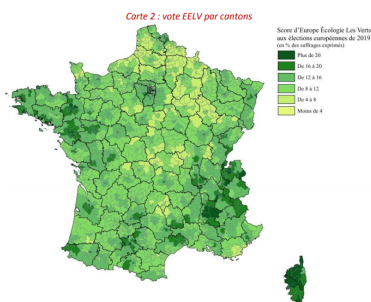 Carte 2 : vote EELV par cantons
Score d'Europe Écologie Les Verts
aux élections européennes de 2019
(en % des suffrages exprimés)
Plus de 20
De 16 à 20
De 12 à 16
De 8 à 12
De 4 à 8
Moins de 4